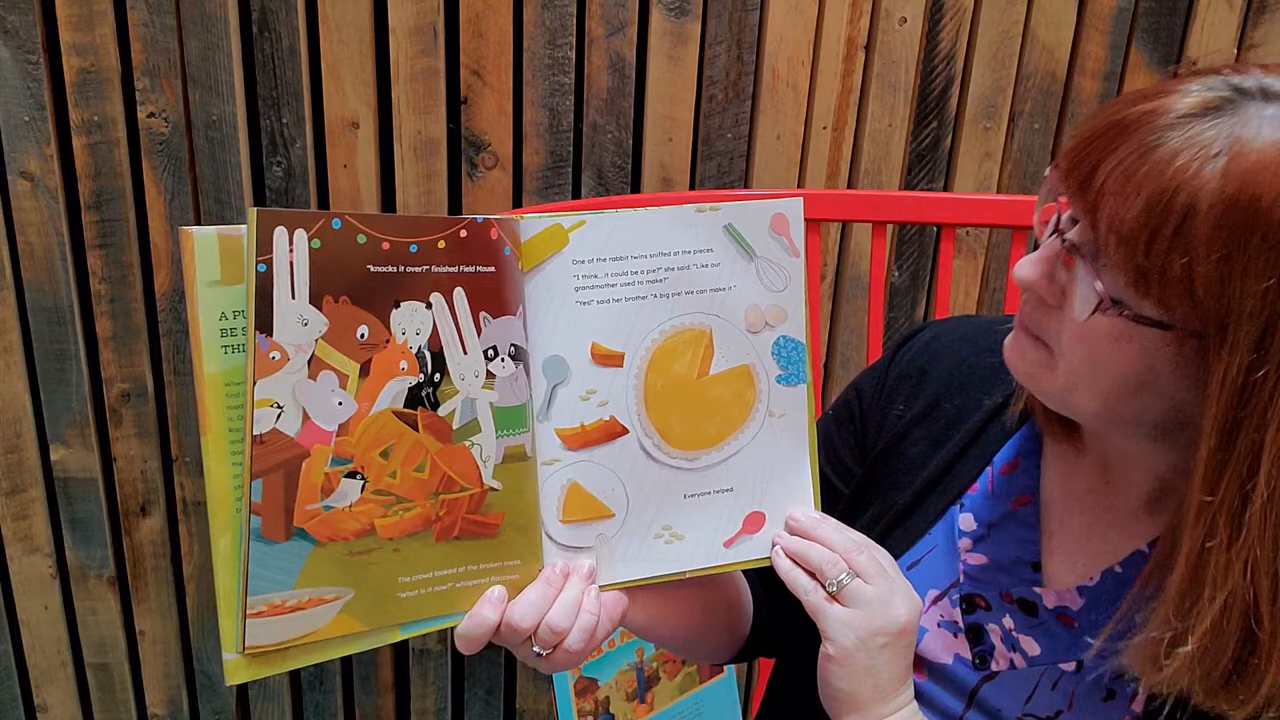 "knocks it over?" finished Field Mouse.
The crowd looked at the broken mess.
"What is it now?" whispered Raccoon.
One of the rabbit twins sniffed at the pieces.
"I think...it could be a pie?" she said. "Like our
grandmother used to make?"
"Yes!" said her brother. "A big pie! We can make it."
Everyone helped.
A PU
BE S
THI